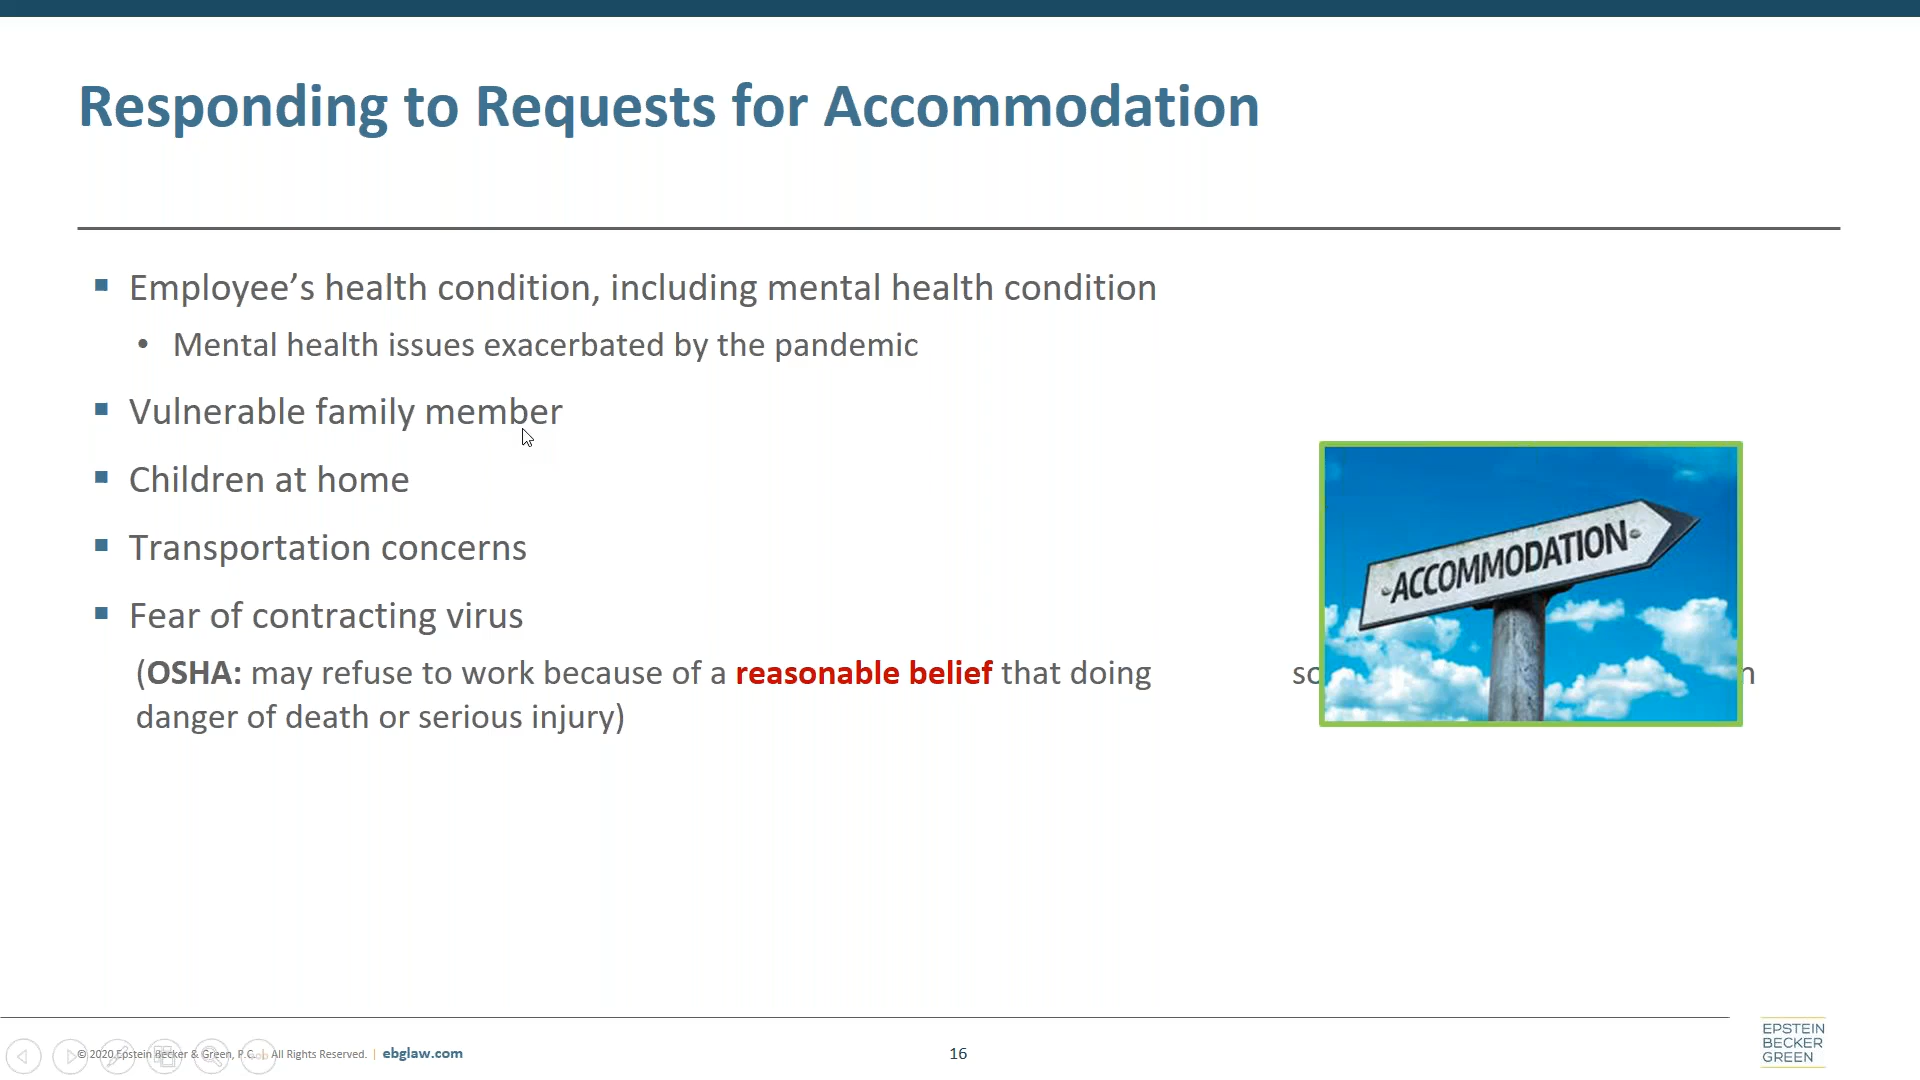 Responding to Requests for Accommodation
Employee’s health condition, including mental health condition
Mental health issues exacerbated by the pandemic
Vulnerable family member
Children at home
Transportation concerns
Fear of contracting virus
(OSHA: may refuse to work because of a reasonable belief that doing
danger of death or serious injury)
ACCOMMODATION
© 2020 Epstein Becker & Green, P.C. | All Rights Reserved. | ebglaw.com
16
EPSTEIN
BECKER
GREEN